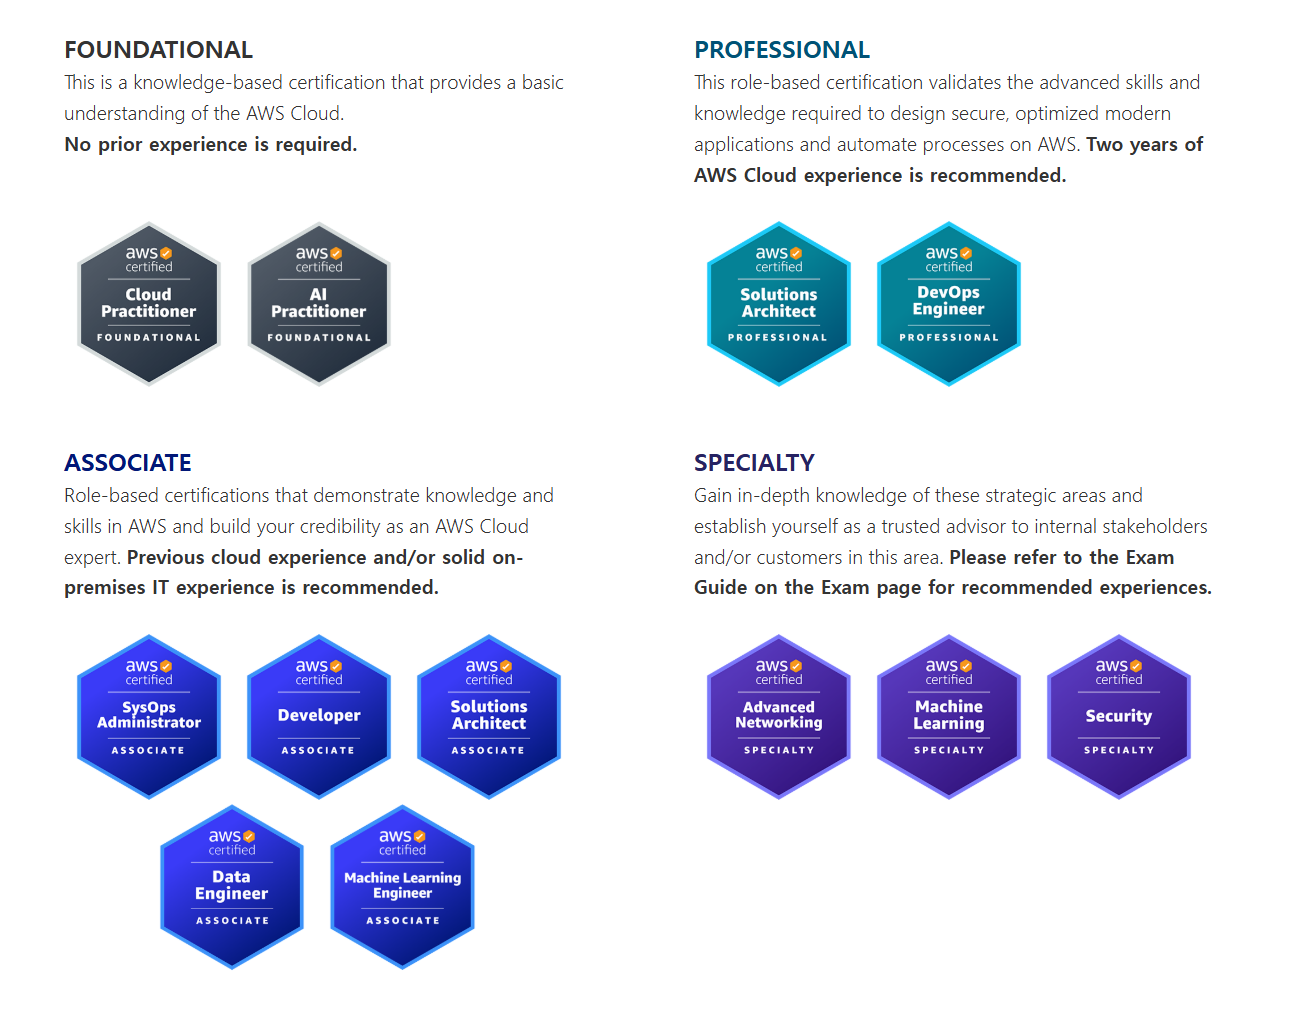 FOUNDATIONAL
This is a knowledge-based certification that provides a basic
understanding of the AWS Cloud.
No prior experience is required.
aws
certified
Cloud
Practitioner
FOUNDATIONAL
aws
certified
AI
Practitioner
FOUNDATIONAL
PROFESSIONAL
This role-based certification validates the advanced skills and
knowledge required to design secure, optimized modern
applications and automate processes on AWS. Two years of
AWS Cloud experience is recommended.
aws
certified
Solutions
Architect
PROFESSIONAL
aws
certified
DevOps
Engineer
PROFESSIONAL
ASSOCIATE
Role-based certifications that demonstrate knowledge and
skills in AWS and build your credibility as an AWS Cloud
expert. Previous cloud experience and/or solid on-
premises IT experience is recommended.
aws
certified
SysOps
Administrator
ASSOCIATE
aws
certified
Developer
ASSOCIATE
aws
certified
Solutions
Architect
ASSOCIATE
aws
certified
Data
Engineer
ASSOCIATE
aws
certified
Machine Learning
Engineer
ASSOCIATE
SPECIALTY
Gain in-depth knowledge of these strategic areas and
establish yourself as a trusted advisor to internal stakeholders
and/or customers in this area. Please refer to the Exam
Guide on the Exam page for recommended experiences.
aws
certified
Advanced
Networking
SPECIALTY
aws
certified
Machine
Learning
SPECIALTY
aws
certified
Security
SPECIALTY